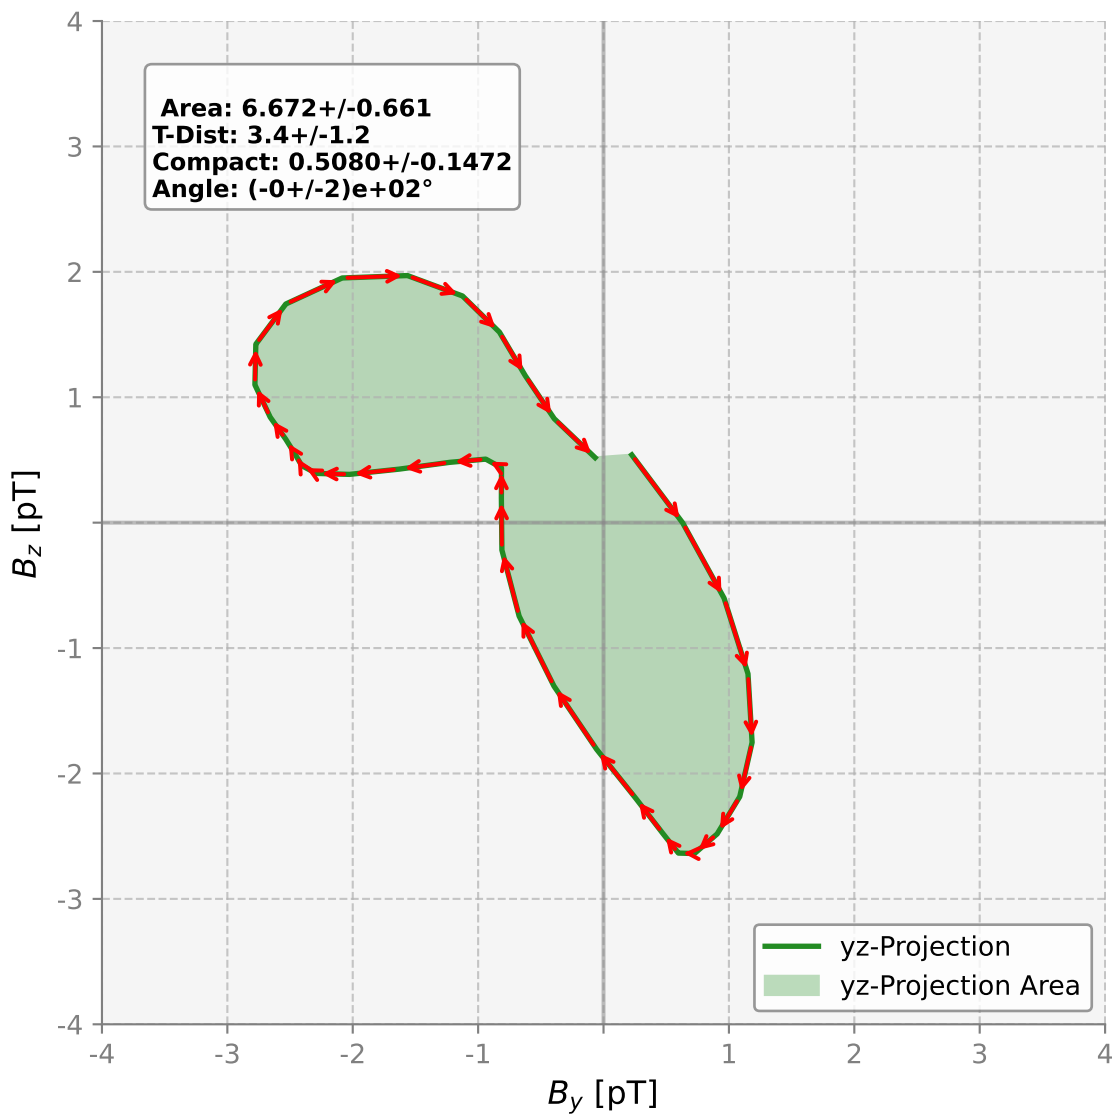 4
3
2
1
-1
-2
-3
-4
-4
-3
-2
-1
1
2
3
4
B_z [pT]
B_y [pT]
Area: 6.672+/-0.661
T-Dist: 3.4+/-1.2
Compact: 0.5080+/-0.1472
Angle: (-0+/-2)e+02°
yz-Projection
yz-Projection Area